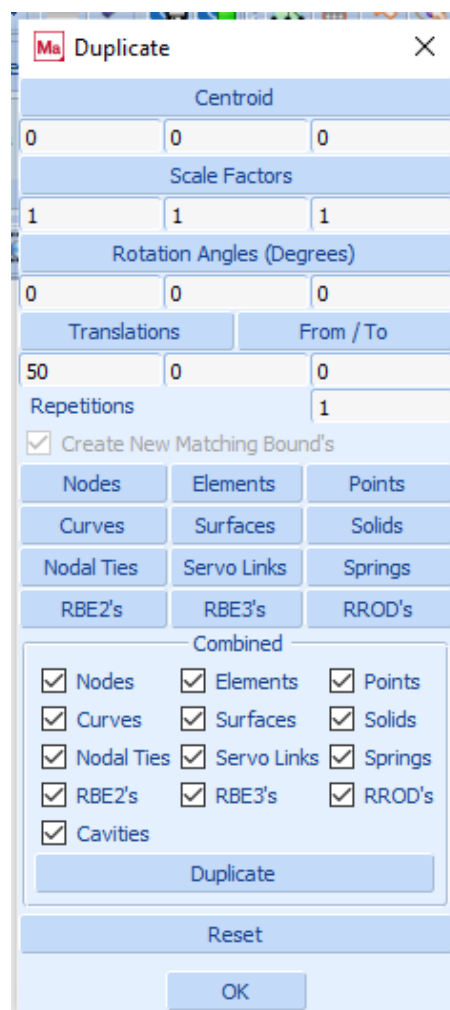 Ma Duplicate
Centroid
0 0 0
Scale Factors
1 1 1
Rotation Angles (Degrees)
0 0 0
Translations From / To
50 0 0
Repetitions 1
Create New Matching Bound's
Nodes Elements Points
Curves Surfaces Solids
Nodal Ties Servo Links Springs
RBE2's RBE3's RROD's
Combined
Nodes Elements Points
Curves Surfaces Solids
Nodal Ties Servo Links Springs
RBE2's RBE3's RROD's
Cavities
Duplicate
Reset
OK